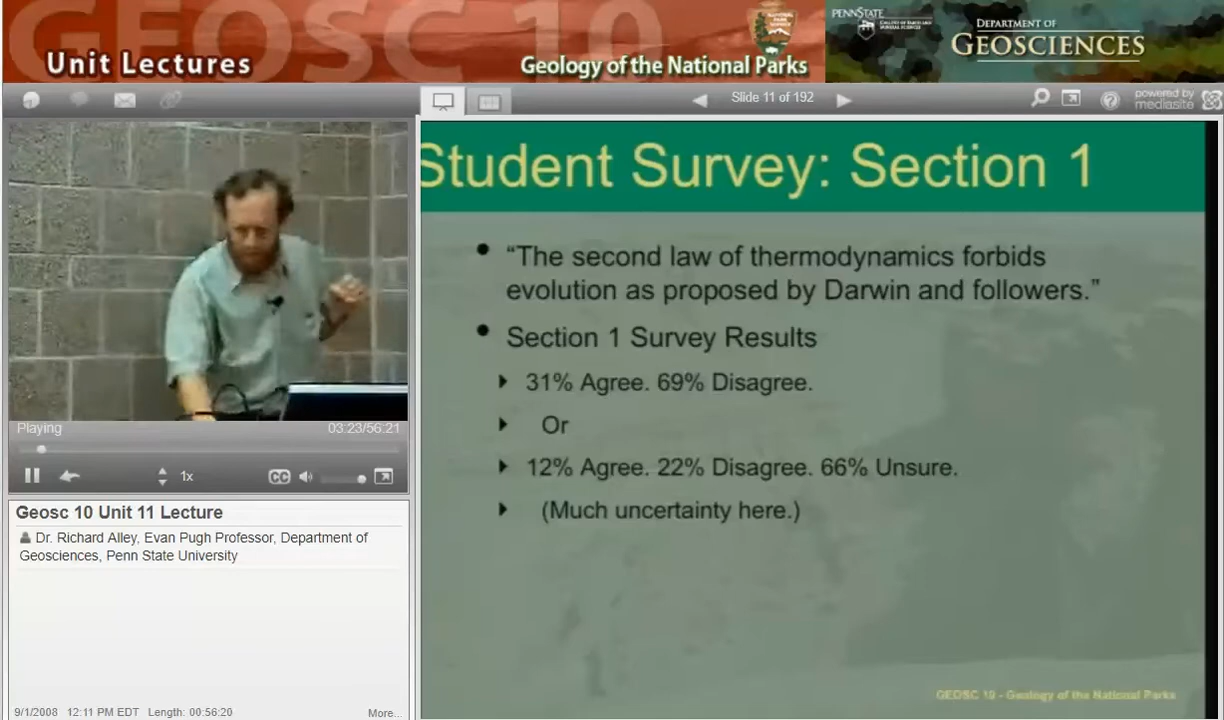 GEOSC 10
Unit Lectures
Geology of the National Parks
NATIONAL PARK SERVICE
PENNSTATE
DEPARTMENT OF
GEOSCIENCES
Slide 11 of 192
powered by
mediasite
Student Survey: Section 1
• “The second law of thermodynamics forbids
evolution as proposed by Darwin and followers.”
• Section 1 Survey Results
31% Agree. 69% Disagree.
Or
12% Agree. 22% Disagree. 66% Unsure.
(Much uncertainty here.)
GEOSC 10 - Geology of the National Parks
Playing
03:23/56:21
1x
CC
Geosc 10 Unit 11 Lecture
Dr. Richard Alley, Evan Pugh Professor, Department of
Geosciences, Penn State University
9/1/2008 12:11 PM EDT Length: 00:56:20
More...